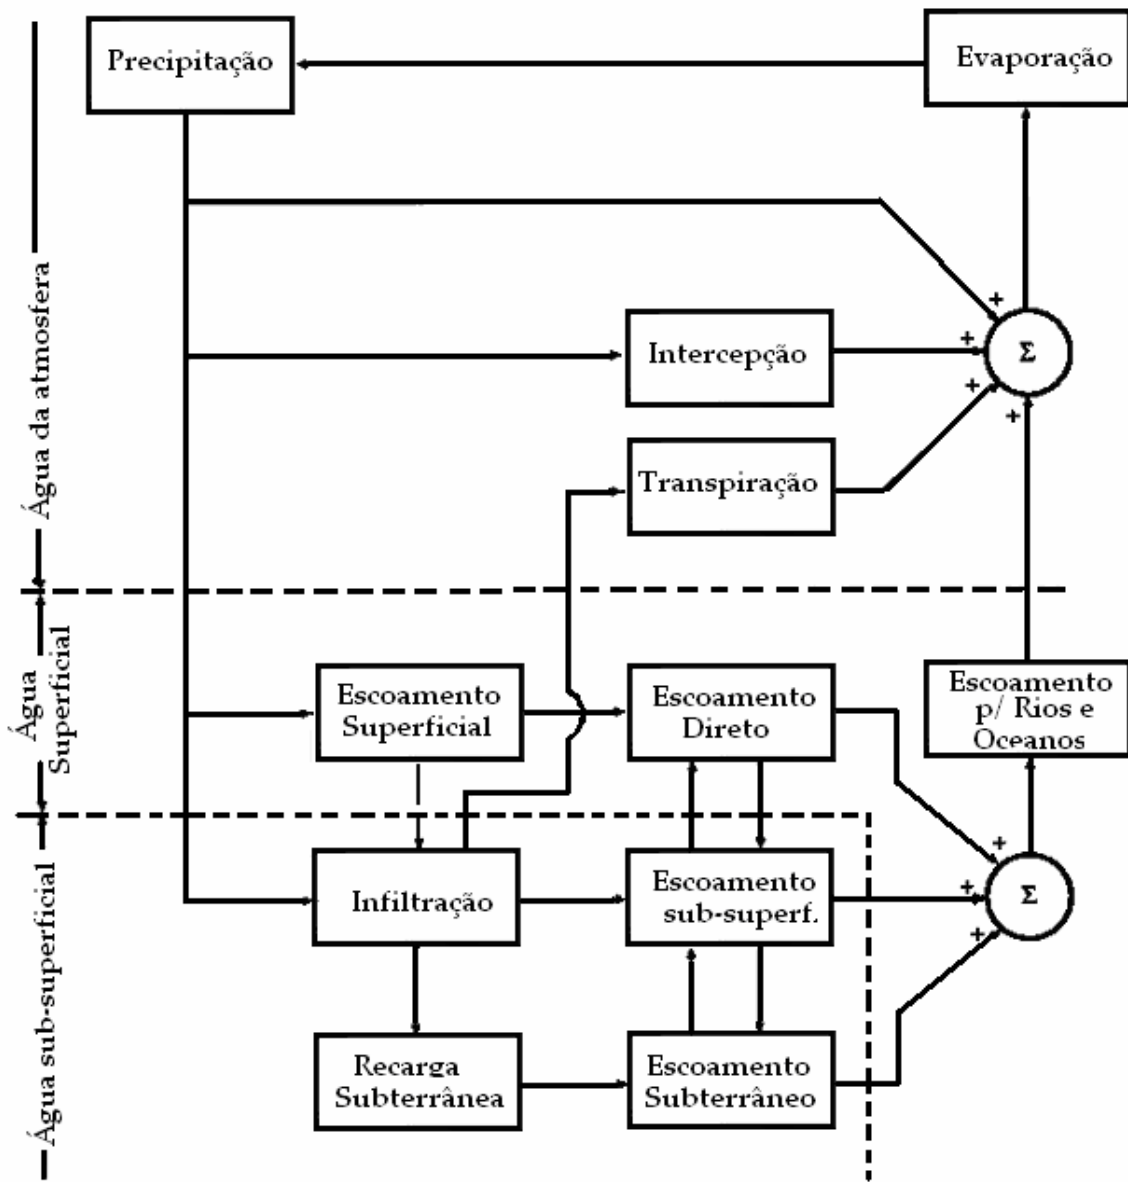 Precipitação
Evaporação
+
Intercepção
+
Σ
+
+
Transpiração
Água da atmosfera
Água
Superficial
Escoamento
Superficial
Escoamento
Direto
Escoamento
p/ Rios e
Oceanos
+
Infiltração
Escoamento
sub-superf.
+
Σ
+
Água sub-superficial
Recarga
Subterrânea
Escoamento
Subterrâneo